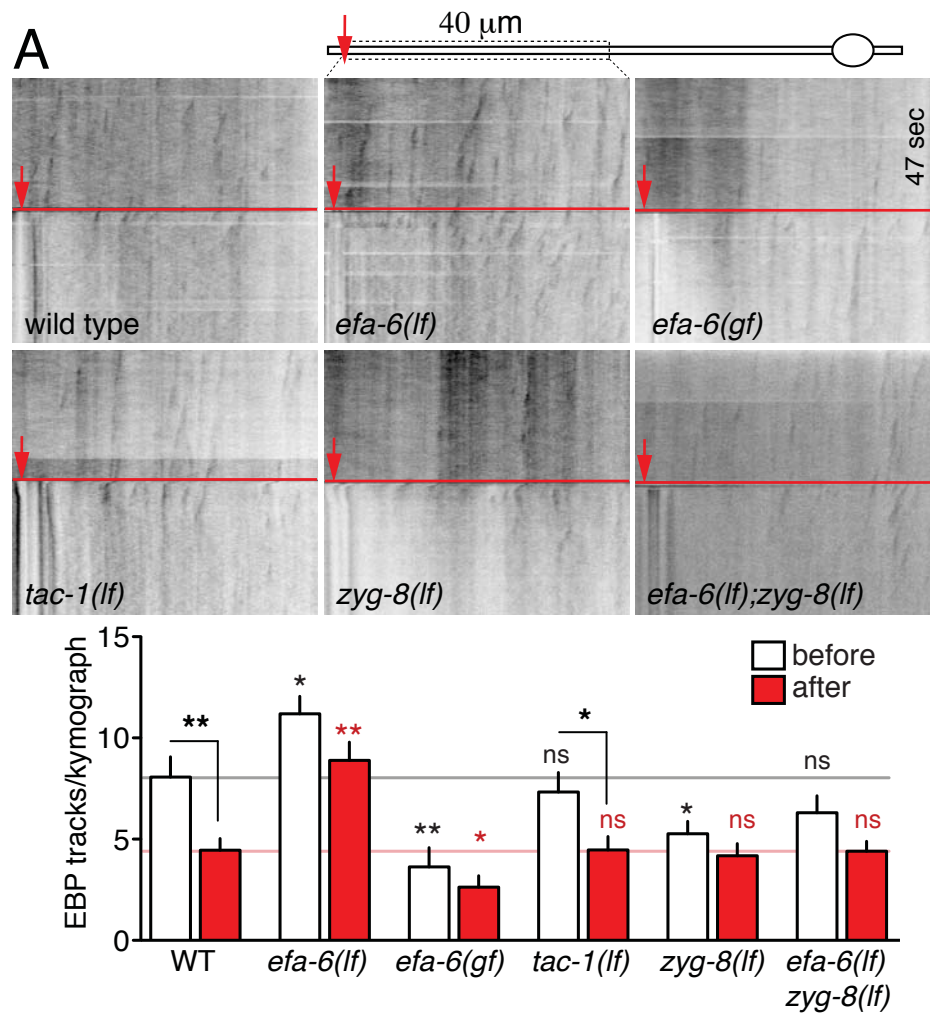 A
40 μm
47 sec
wild type
efa-6(lf)
efa-6(gf)
tac-1(lf)
zyg-8(lf)
efa-6(lf);zyg-8(lf)
EBP tracks/kymograph
15
10
5
0
before
after
**
*
**
**
*
ns
*
ns
*
ns
ns
ns
WT
efa-6(lf)
efa-6(gf)
tac-1(lf)
zyg-8(lf)
efa-6(lf)
zyg-8(lf)